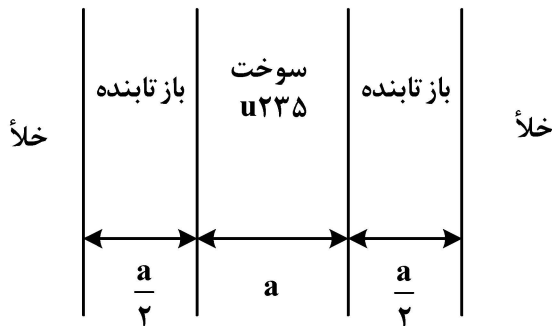 بازتابنده
سوخت
u۲۳۵
بازتابنده
خلأ
خلأ
a/۲
a
a/۲